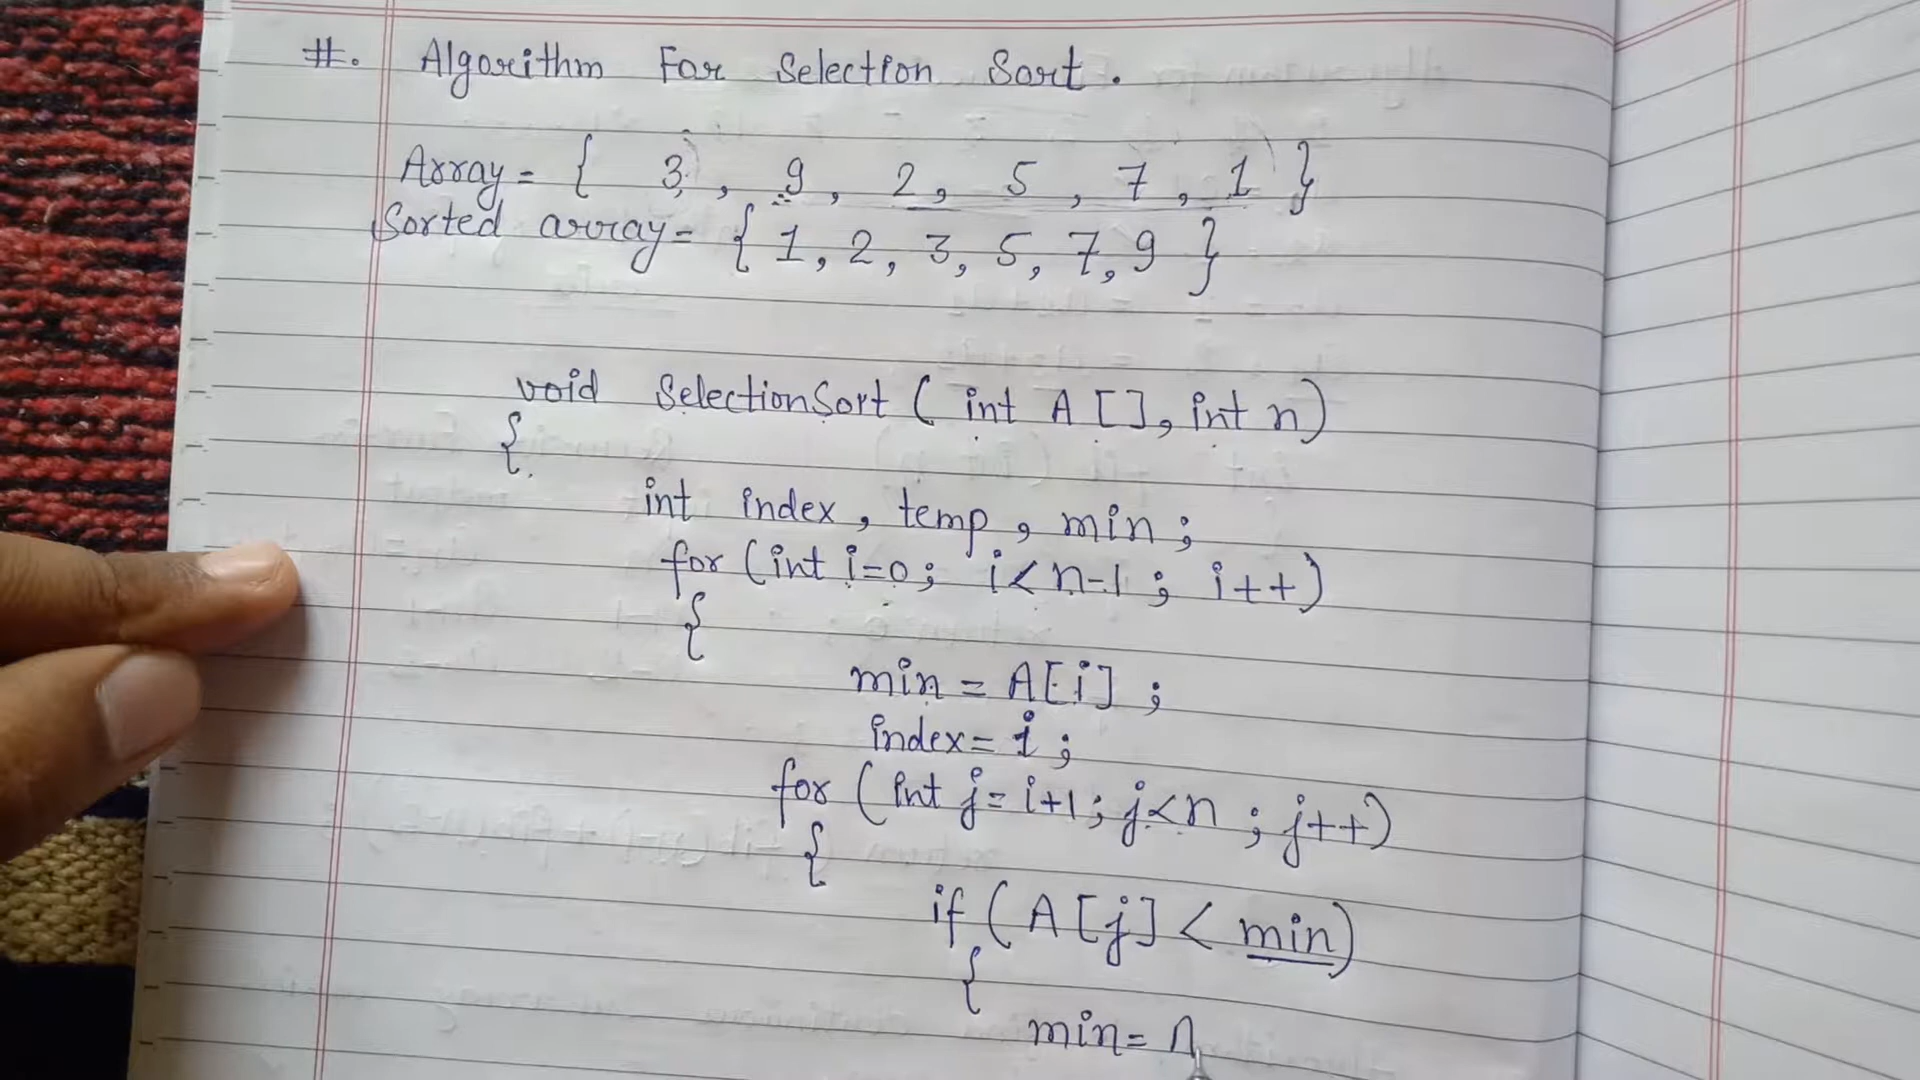 #. Algorithm For Selection Sort.
Array = { 3, 9, 2, 5, 7, 1 }
Sorted array = { 1, 2, 3, 5, 7, 9 }
void SelectionSort ( int A [], int n)
{
int index, temp, min;
for (int i=0; i < n-1; i++)
{
min = A[i];
index = i;
for ( int j = i+1; j<n; j++)
{
if (A[j] < min)
{
min =